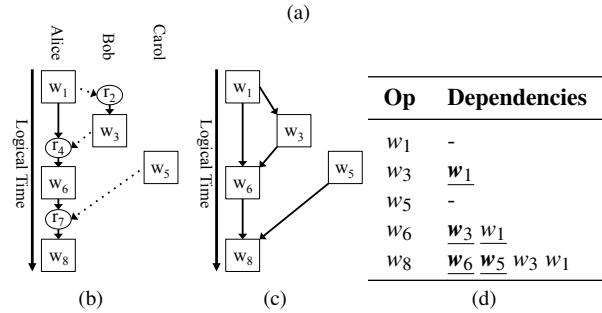 (a)
Alice
Bob
Carol
Logical Time
w1
r2
w3
r4
w6
w5
r7
w8
(b)
Logical Time
w1
w3
w6
w5
w8
(c)
Op Dependencies
w1 -
w3 w1
w5 -
w6 w3 w1
w8 w6 w5 w3 w1
(d)